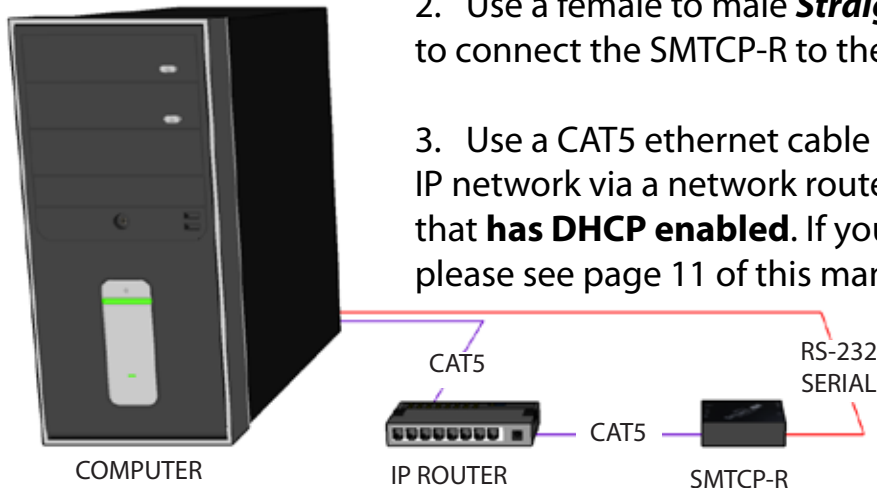 2. Use a female to male
to connect the SMTCP-R to the
3. Use a CAT5 ethernet cable
IP network via a network
that has DHCP enabled. If you
please see page 11 of this
CAT5
RS-232
SERIAL
CAT5
COMPUTER
IP ROUTER
SMTCP-R